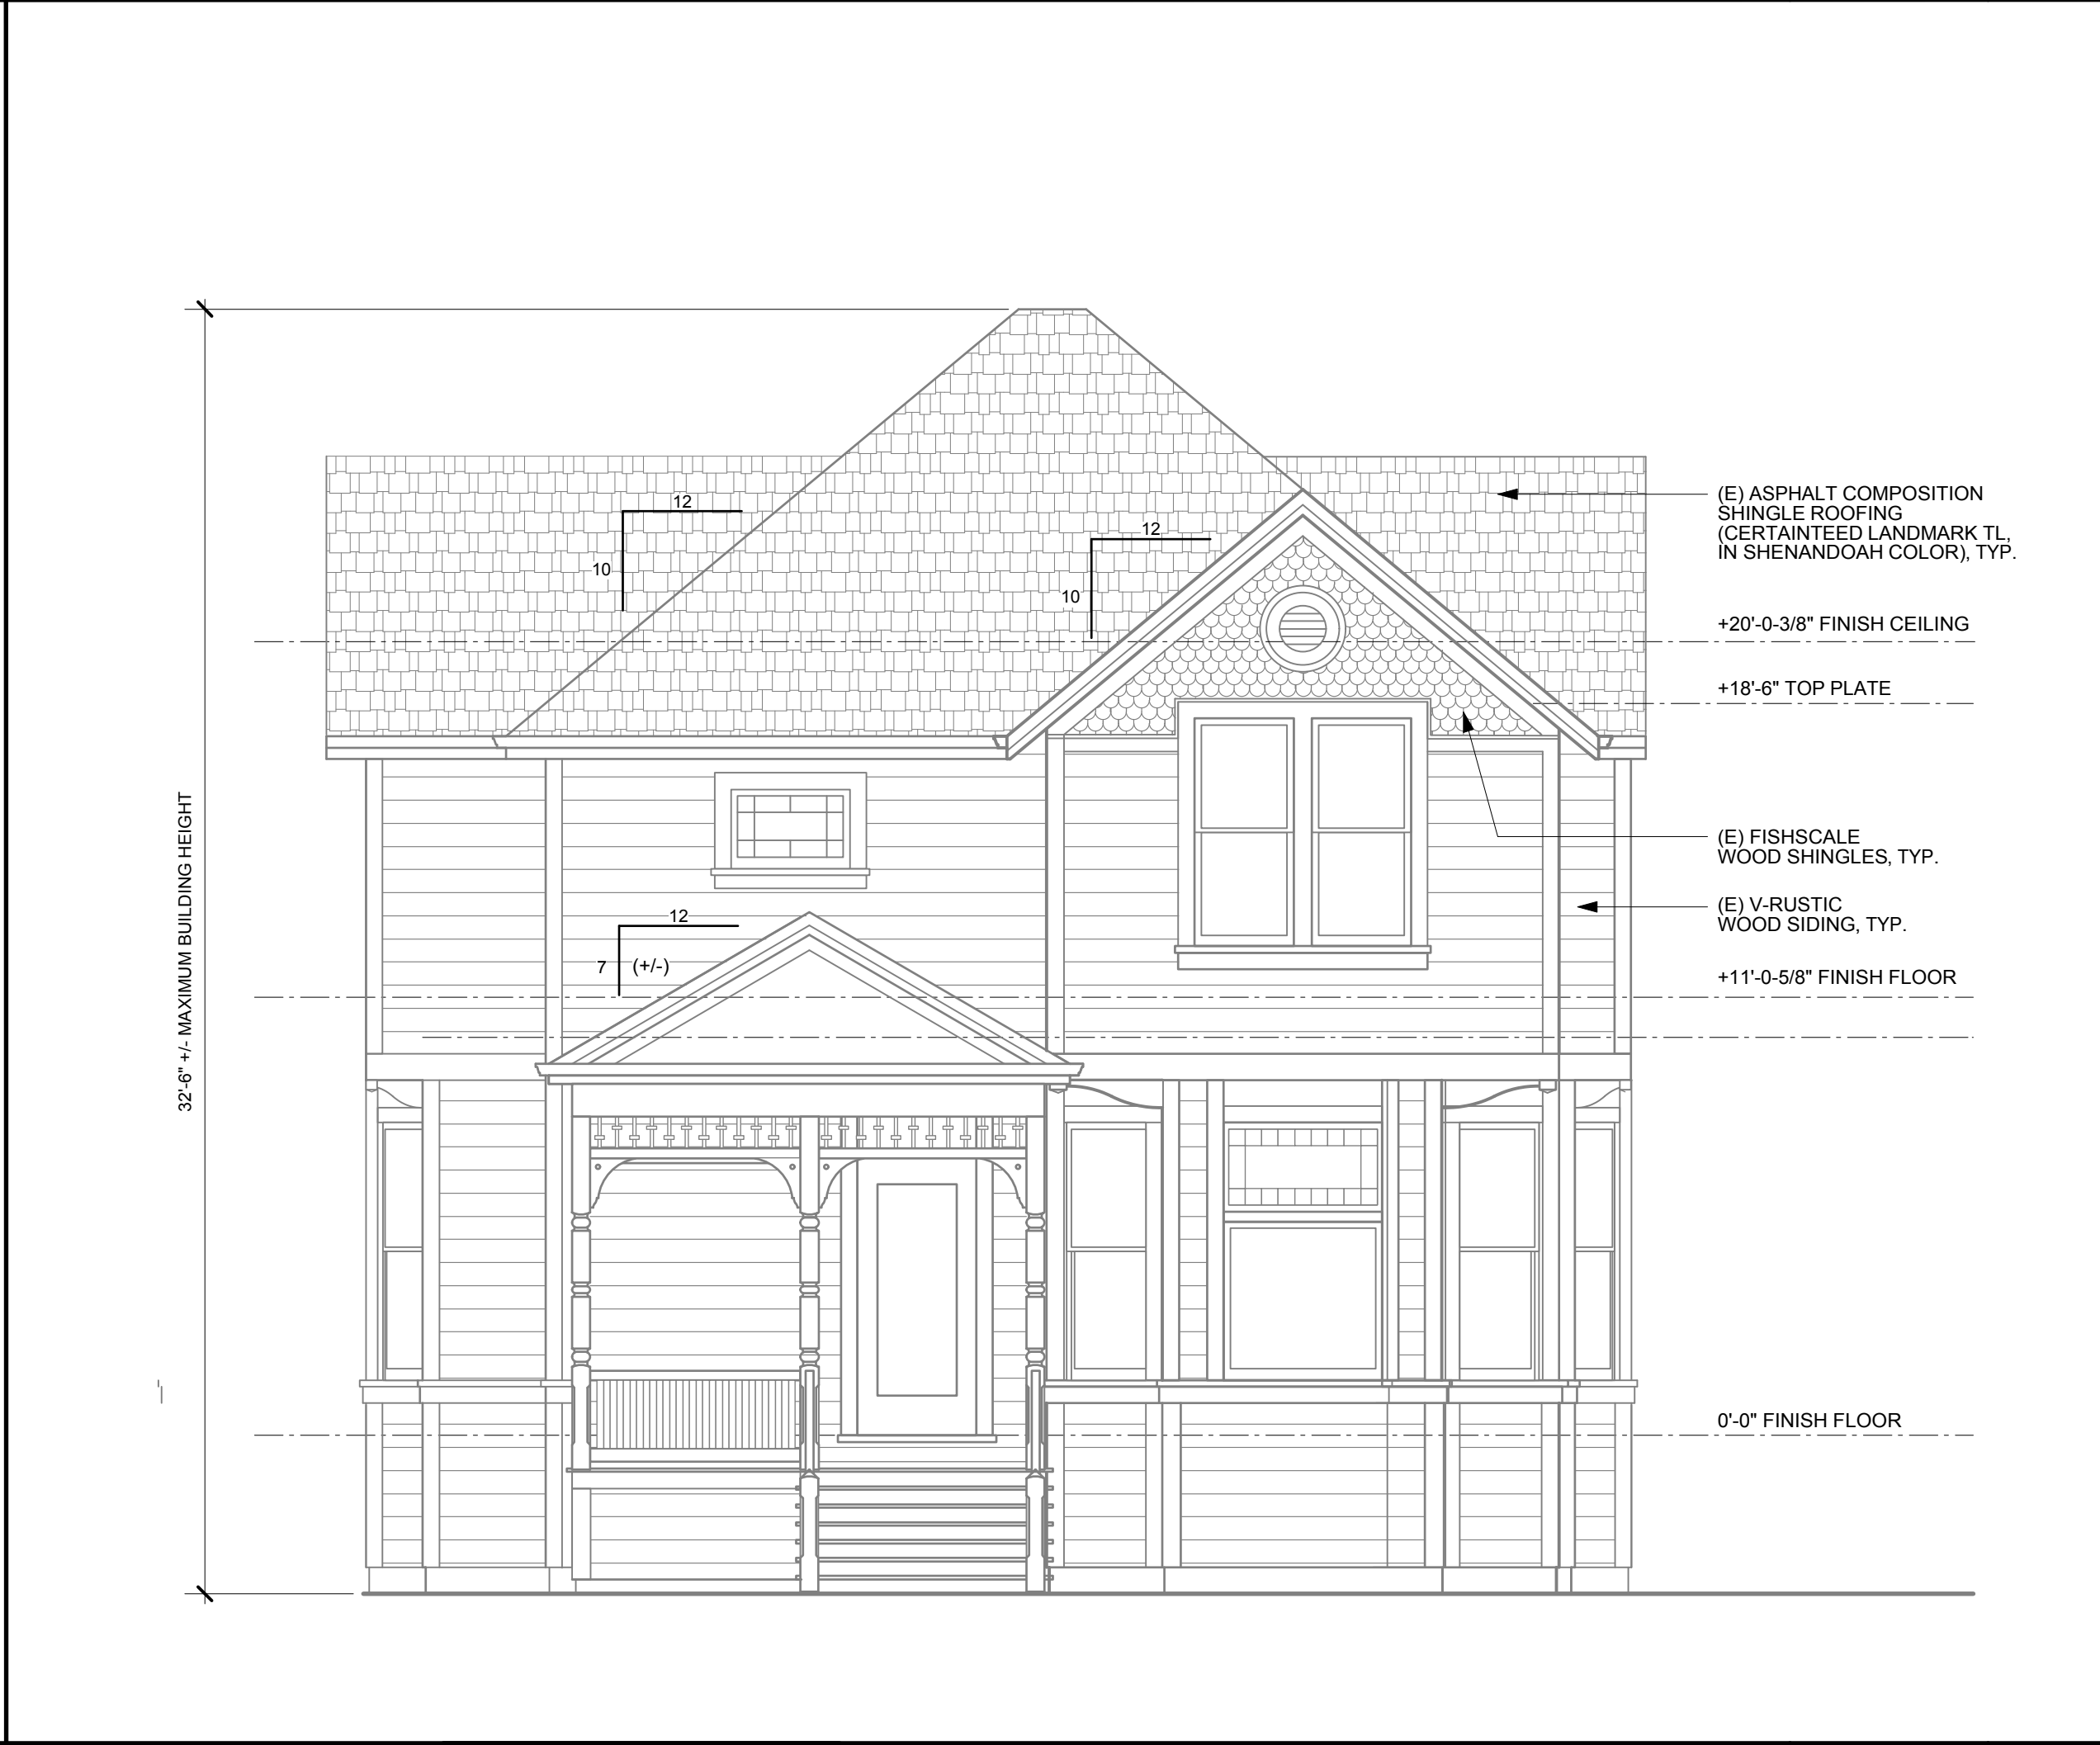 12
10
12
10
(E) ASPHALT COMPOSITION
SHINGLE ROOFING
(CERTAINTEED LANDMARK TL,
IN SHENANDOAH COLOR), TYP.
+20'-0-3/8" FINISH CEILING
+18'-6" TOP PLATE
32'-6" +/- MAXIMUM BUILDING HEIGHT
(E) FISHSCALE
WOOD SHINGLES, TYP.
(E) V-RUSTIC
WOOD SIDING, TYP.
12
7 (+/-)
+11'-0-5/8" FINISH FLOOR
0'-0" FINISH FLOOR